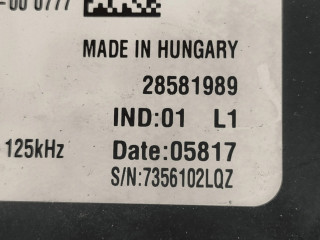 MADE IN HUNGARY
28581989
IND:01 L1
125kHz Date:05817
S/N:7356102LQZ